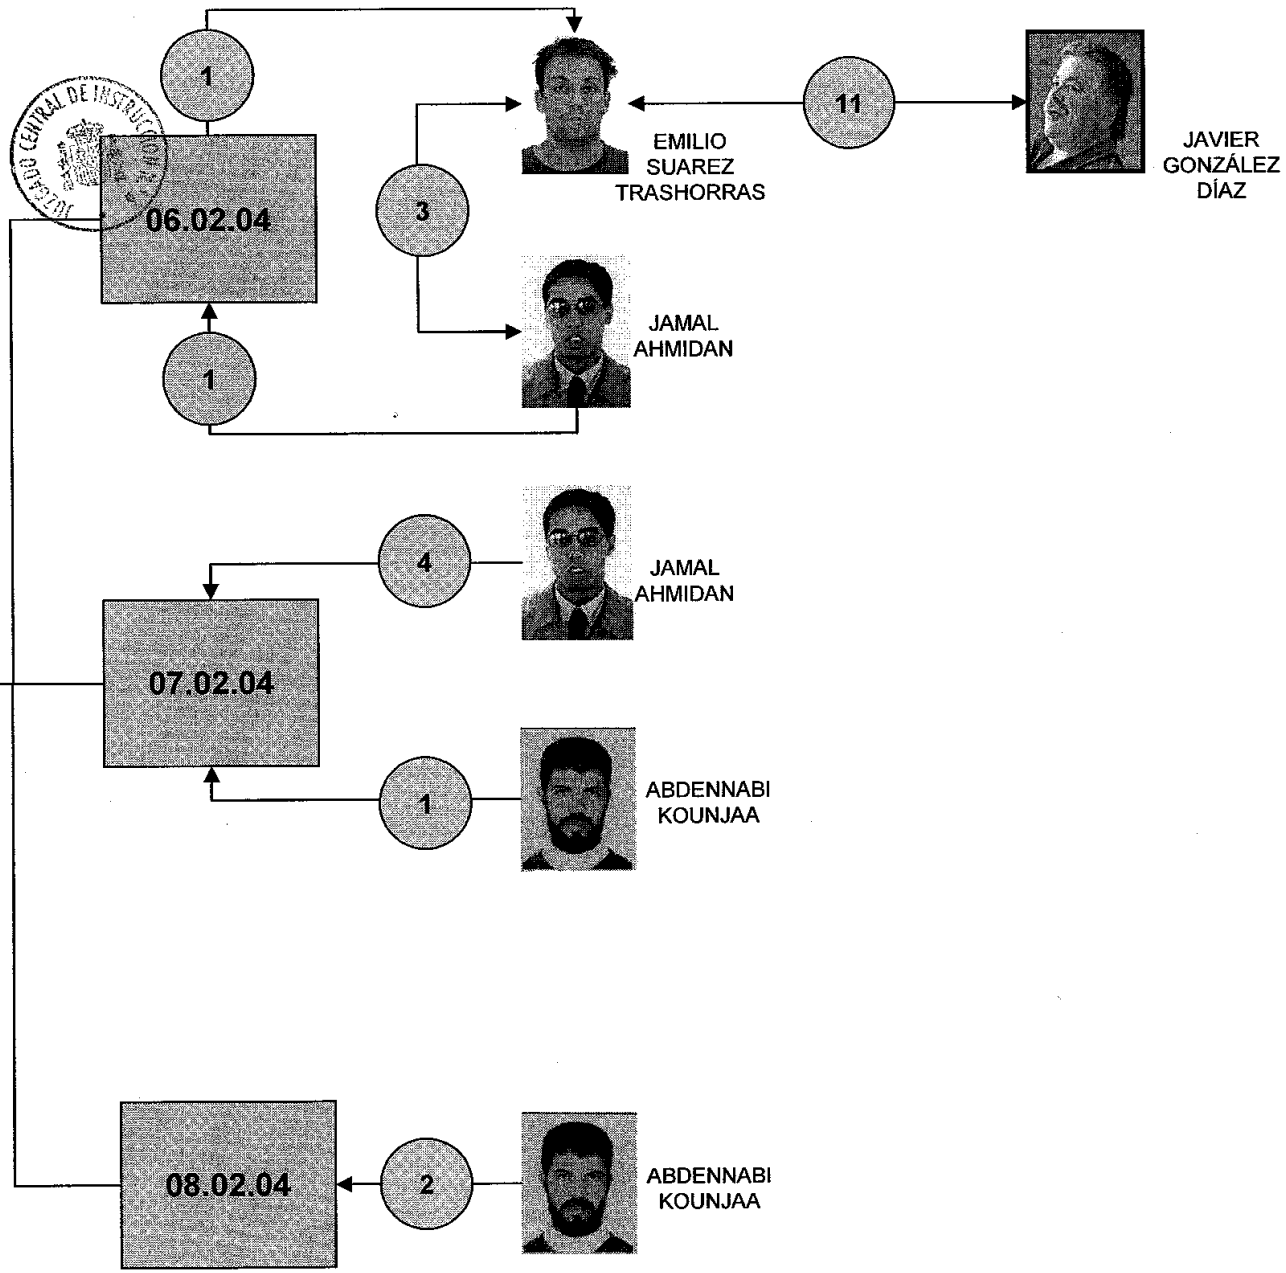 1
JUZGADO CENTRAL DE INSTRUCCION
06.02.04
3
EMILIO
SUAREZ
TRASHORRAS
11
JAVIER
GONZÁLEZ
DÍAZ
1
JAMAL
AHMIDAN
4
JAMAL
AHMIDAN
07.02.04
1
ABDENNABI
KOUNJAA
08.02.04
2
ABDENNABI
KOUNJAA